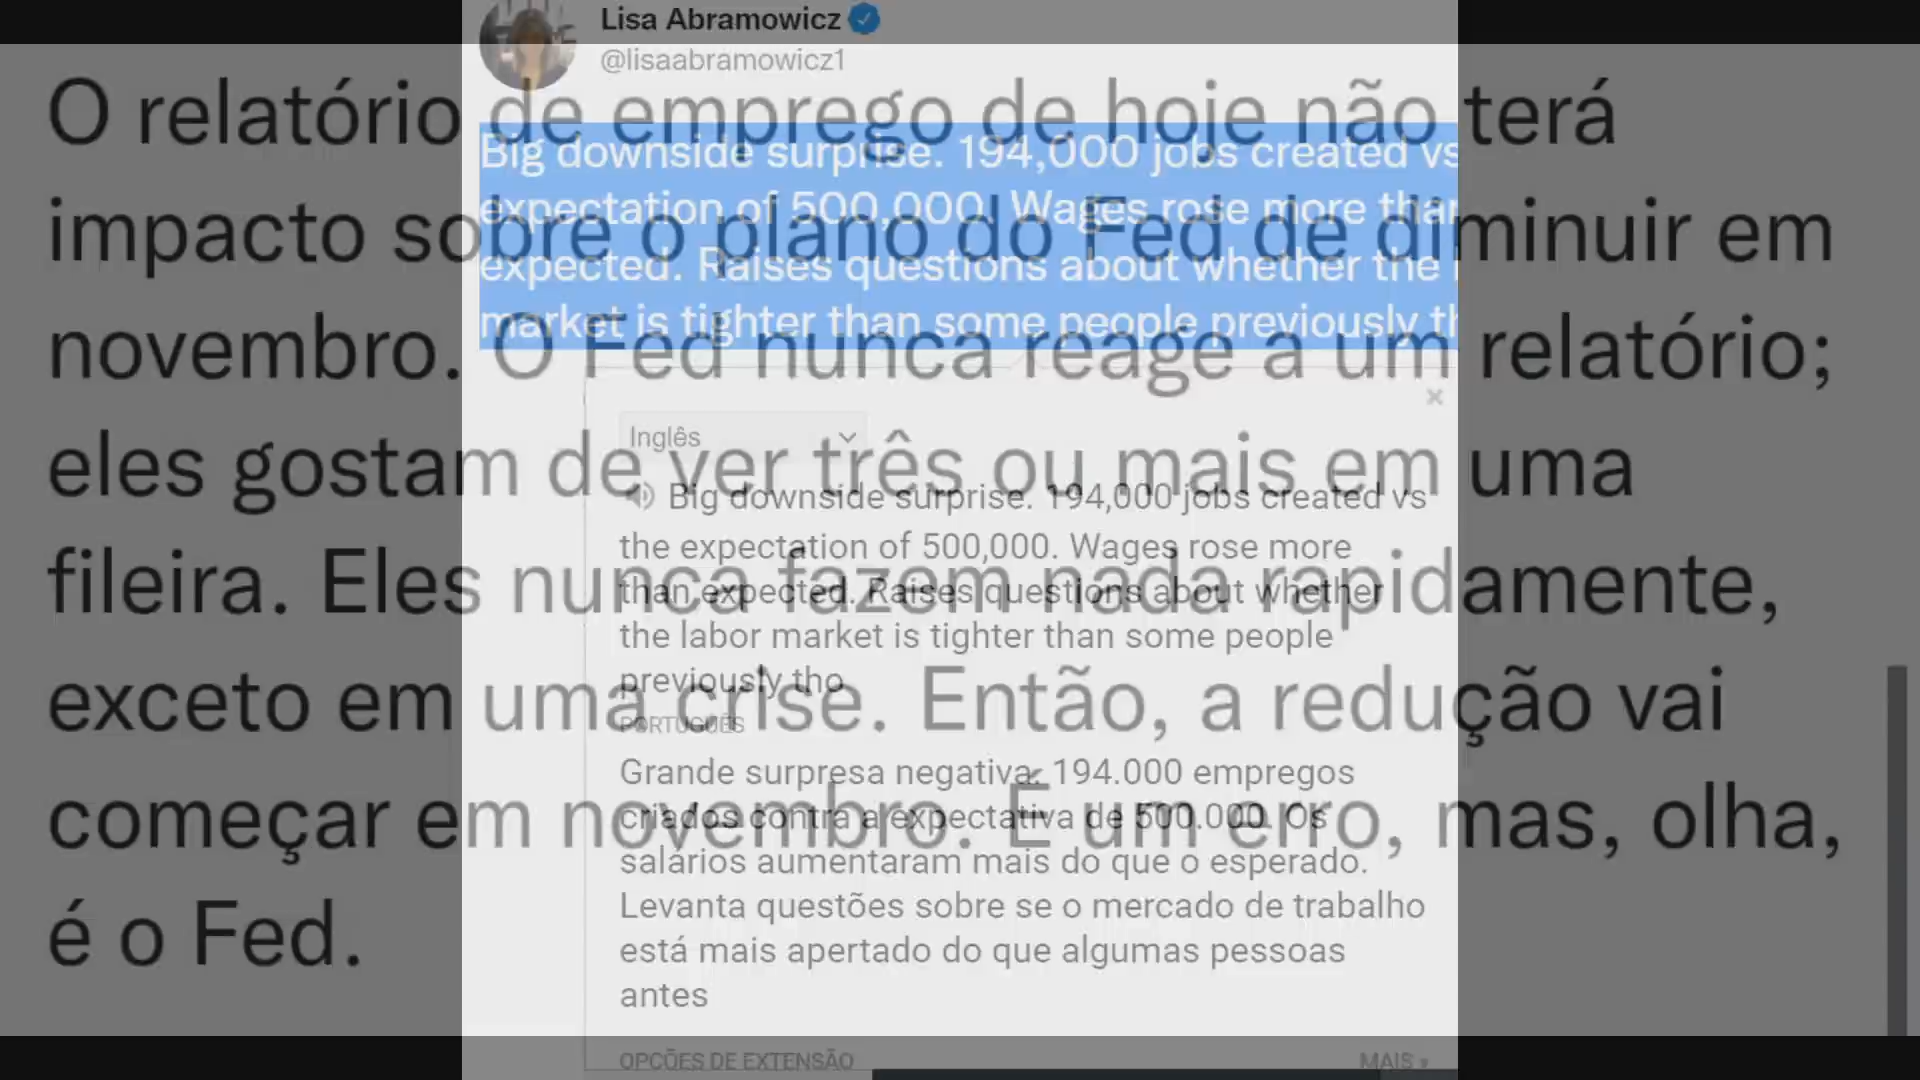 Lisa Abramowicz
@lisaabramowicz1
Big downside surprise. 194,000 jobs created vs
expectation of 500,000. Wages rose more than
expected. Raises questions about whether the
market is tighter than some people previously th
Inglês
Big downside surprise. 194,000 jobs created vs
the expectation of 500,000. Wages rose more
than expected. Raises questions about whether
the labor market is tighter than some people
previously tho
PORTUGUÊS
Grande surpresa negativa. 194.000 empregos
criados contra a expectativa de 500.000. Os
salários aumentaram mais do que o esperado.
Levanta questões sobre se o mercado de trabalho
está mais apertado do que algumas pessoas
antes
OPÇÕES DE EXTENSÃO
MAIS »
O relatório de emprego de hoje não terá
impacto sobre o plano do Fed de diminuir em
novembro. O Fed nunca reage a um relatório;
eles gostam de ver três ou mais em uma
fileira. Eles nunca fazem nada rapidamente,
exceto em uma crise. Então, a redução vai
começar em novembro. É um erro, mas, olha,
é o Fed.